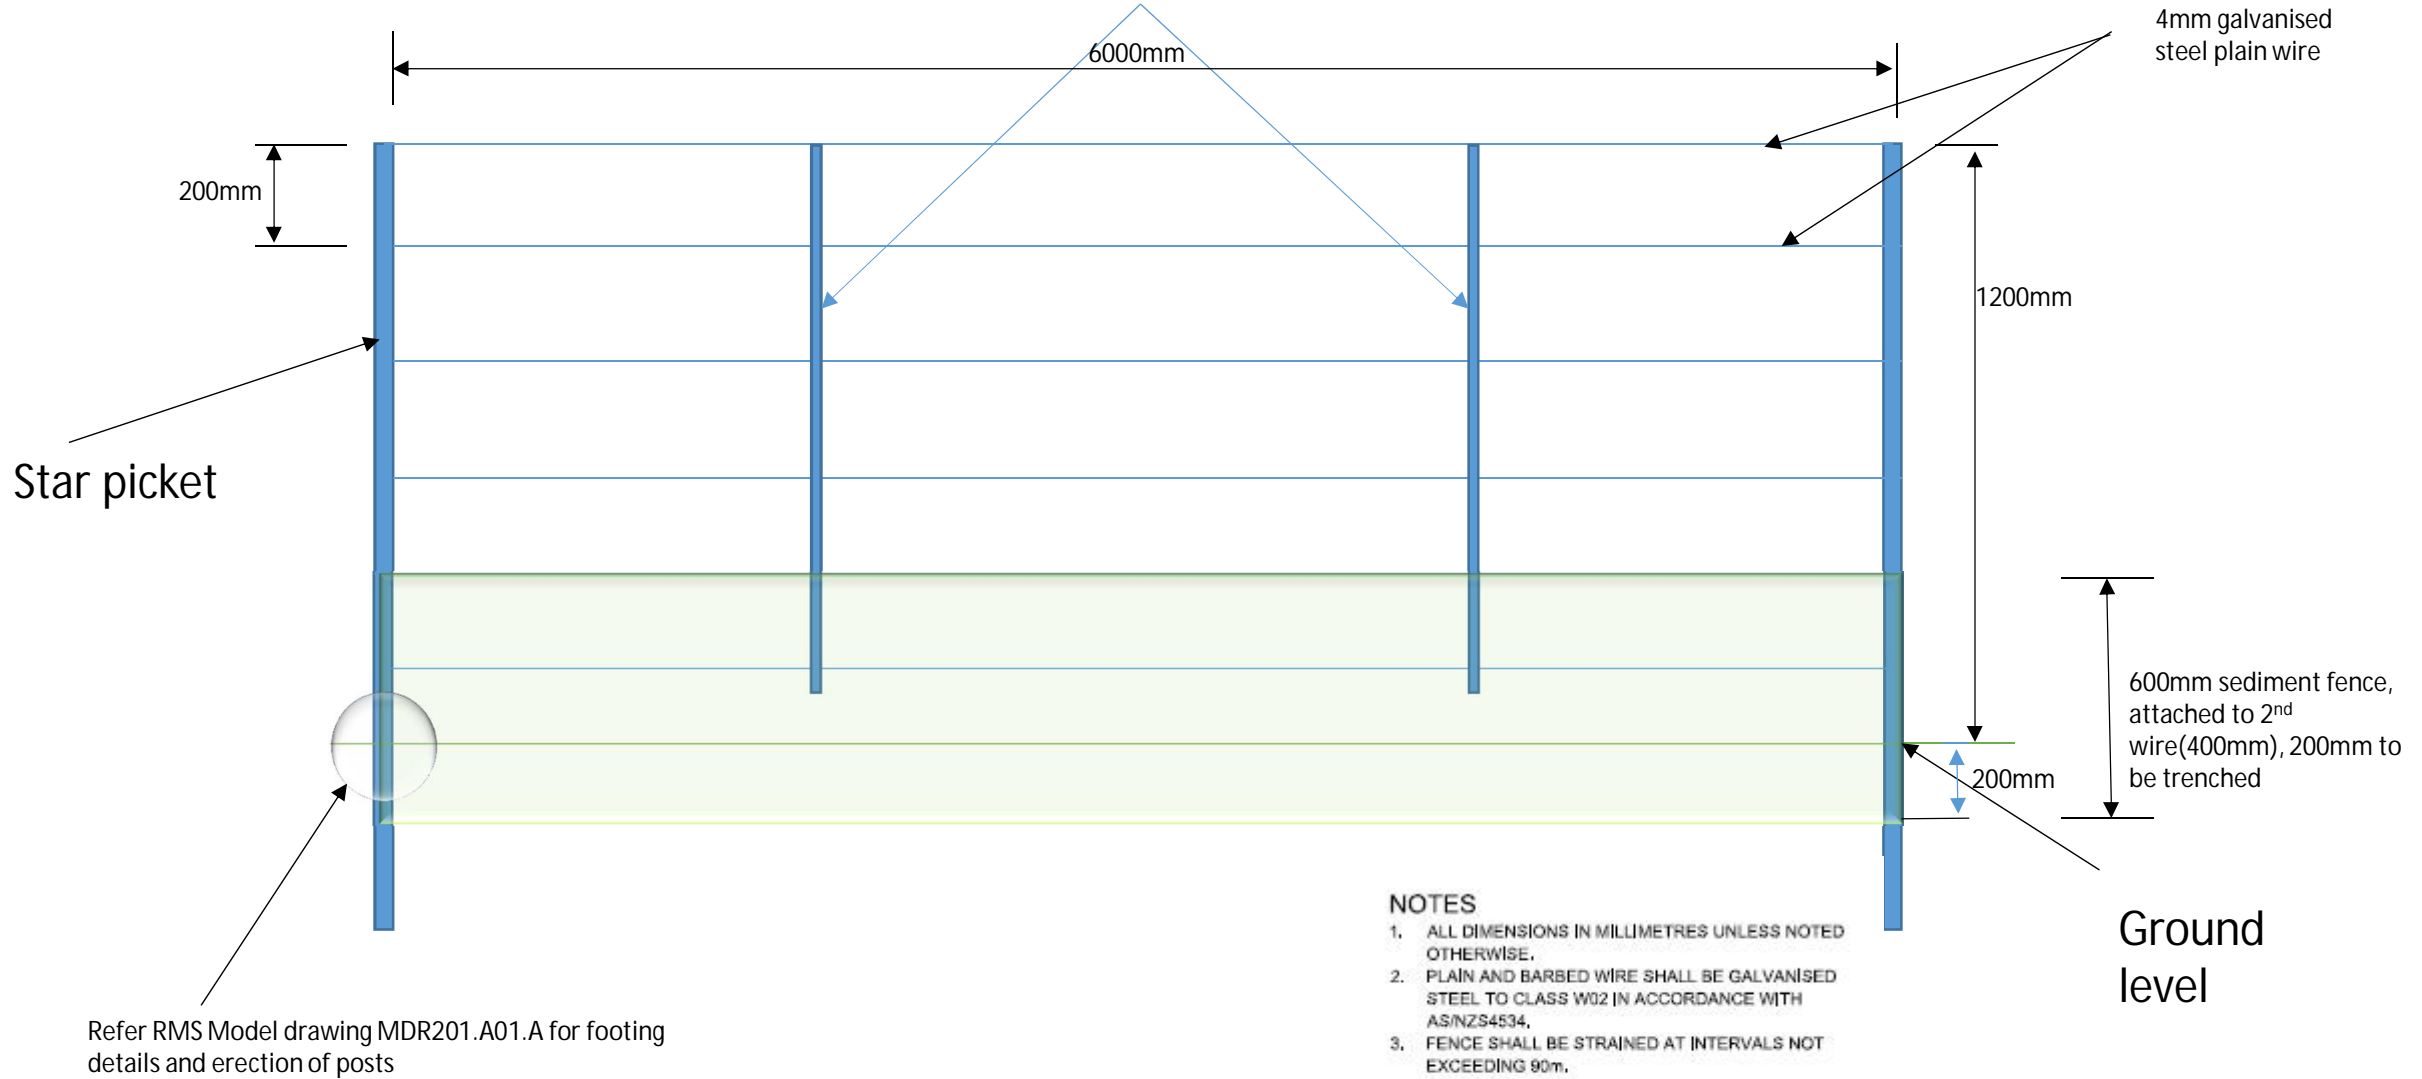 4mm galvanised
steel plain wire
6000mm
200mm
1200mm
Star picket
600mm sediment fence,
attached to 2nd
wire(400mm), 200mm to
be trenched
200mm
Ground
level
NOTES
1. ALL DIMENSIONS IN MILLIMETRES UNLESS NOTED
OTHERWISE.
2. PLAIN AND BARBED WIRE SHALL BE GALVANISED
STEEL TO CLASS W02 IN ACCORDANCE WITH
AS/NZS4534.
3. FENCE SHALL BE STRAINED AT INTERVALS NOT
EXCEEDING 90m.
Refer RMS Model drawing MDR201.A01.A for footing
details and erection of posts